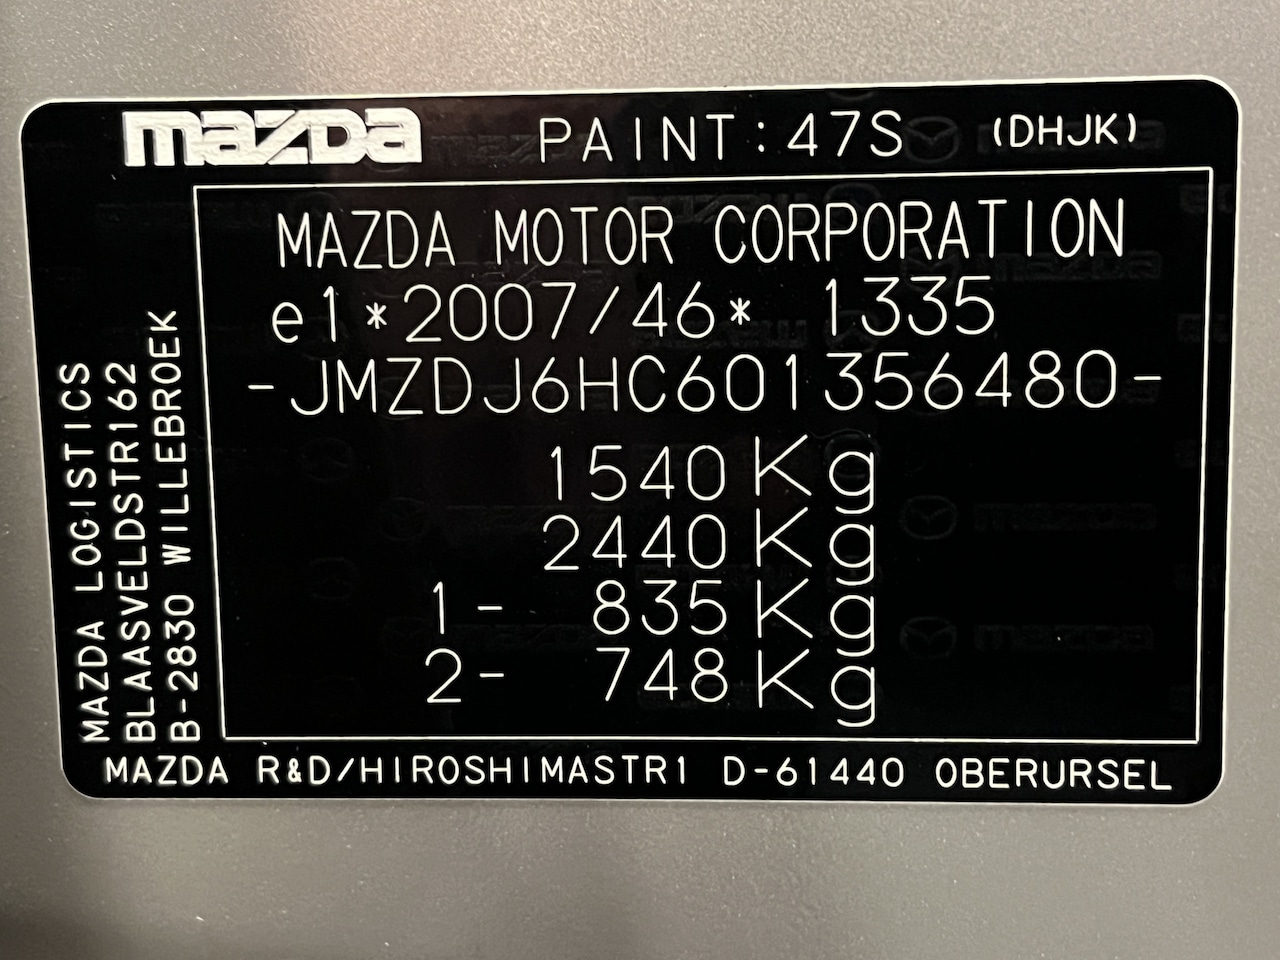 mazda PAINT:47S (DHJK)
MAZDA MOTOR CORPORATION
e1*2007/46* 1335
-JMZDJ6HC601356480-
1540Kg
2440Kg
1- 835Kg
2- 748Kg
MAZDA LOGISTICS
BLAASVELDSTR162
B-2830 WILLEBROEK
MAZDA R&D/HIROSHIMASTR1 D-61440 OBERURSEL